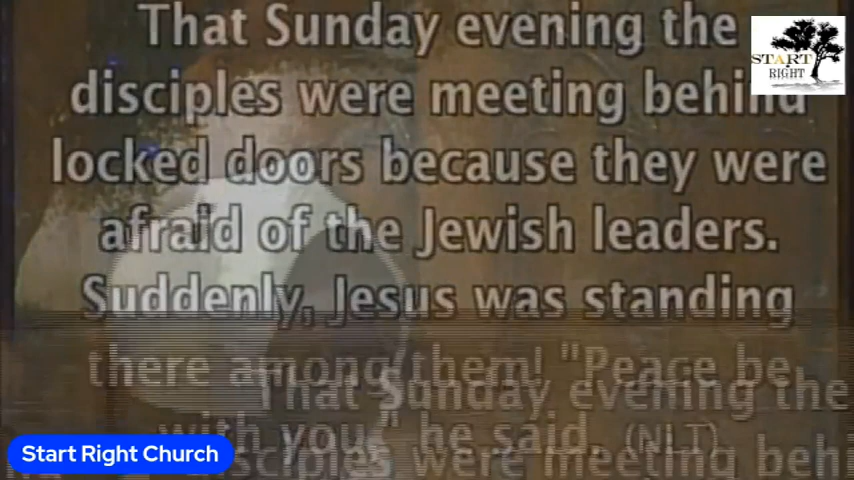 That Sunday evening the
START
RIGHT
disciples were meeting behind
locked doors because they were
afraid of the Jewish leaders.
Suddenly, Jesus was standing
there among them! "Peace be
That Sunday evening the
with you," he said. (NLT)
disciples were meeting behi
Start Right Church